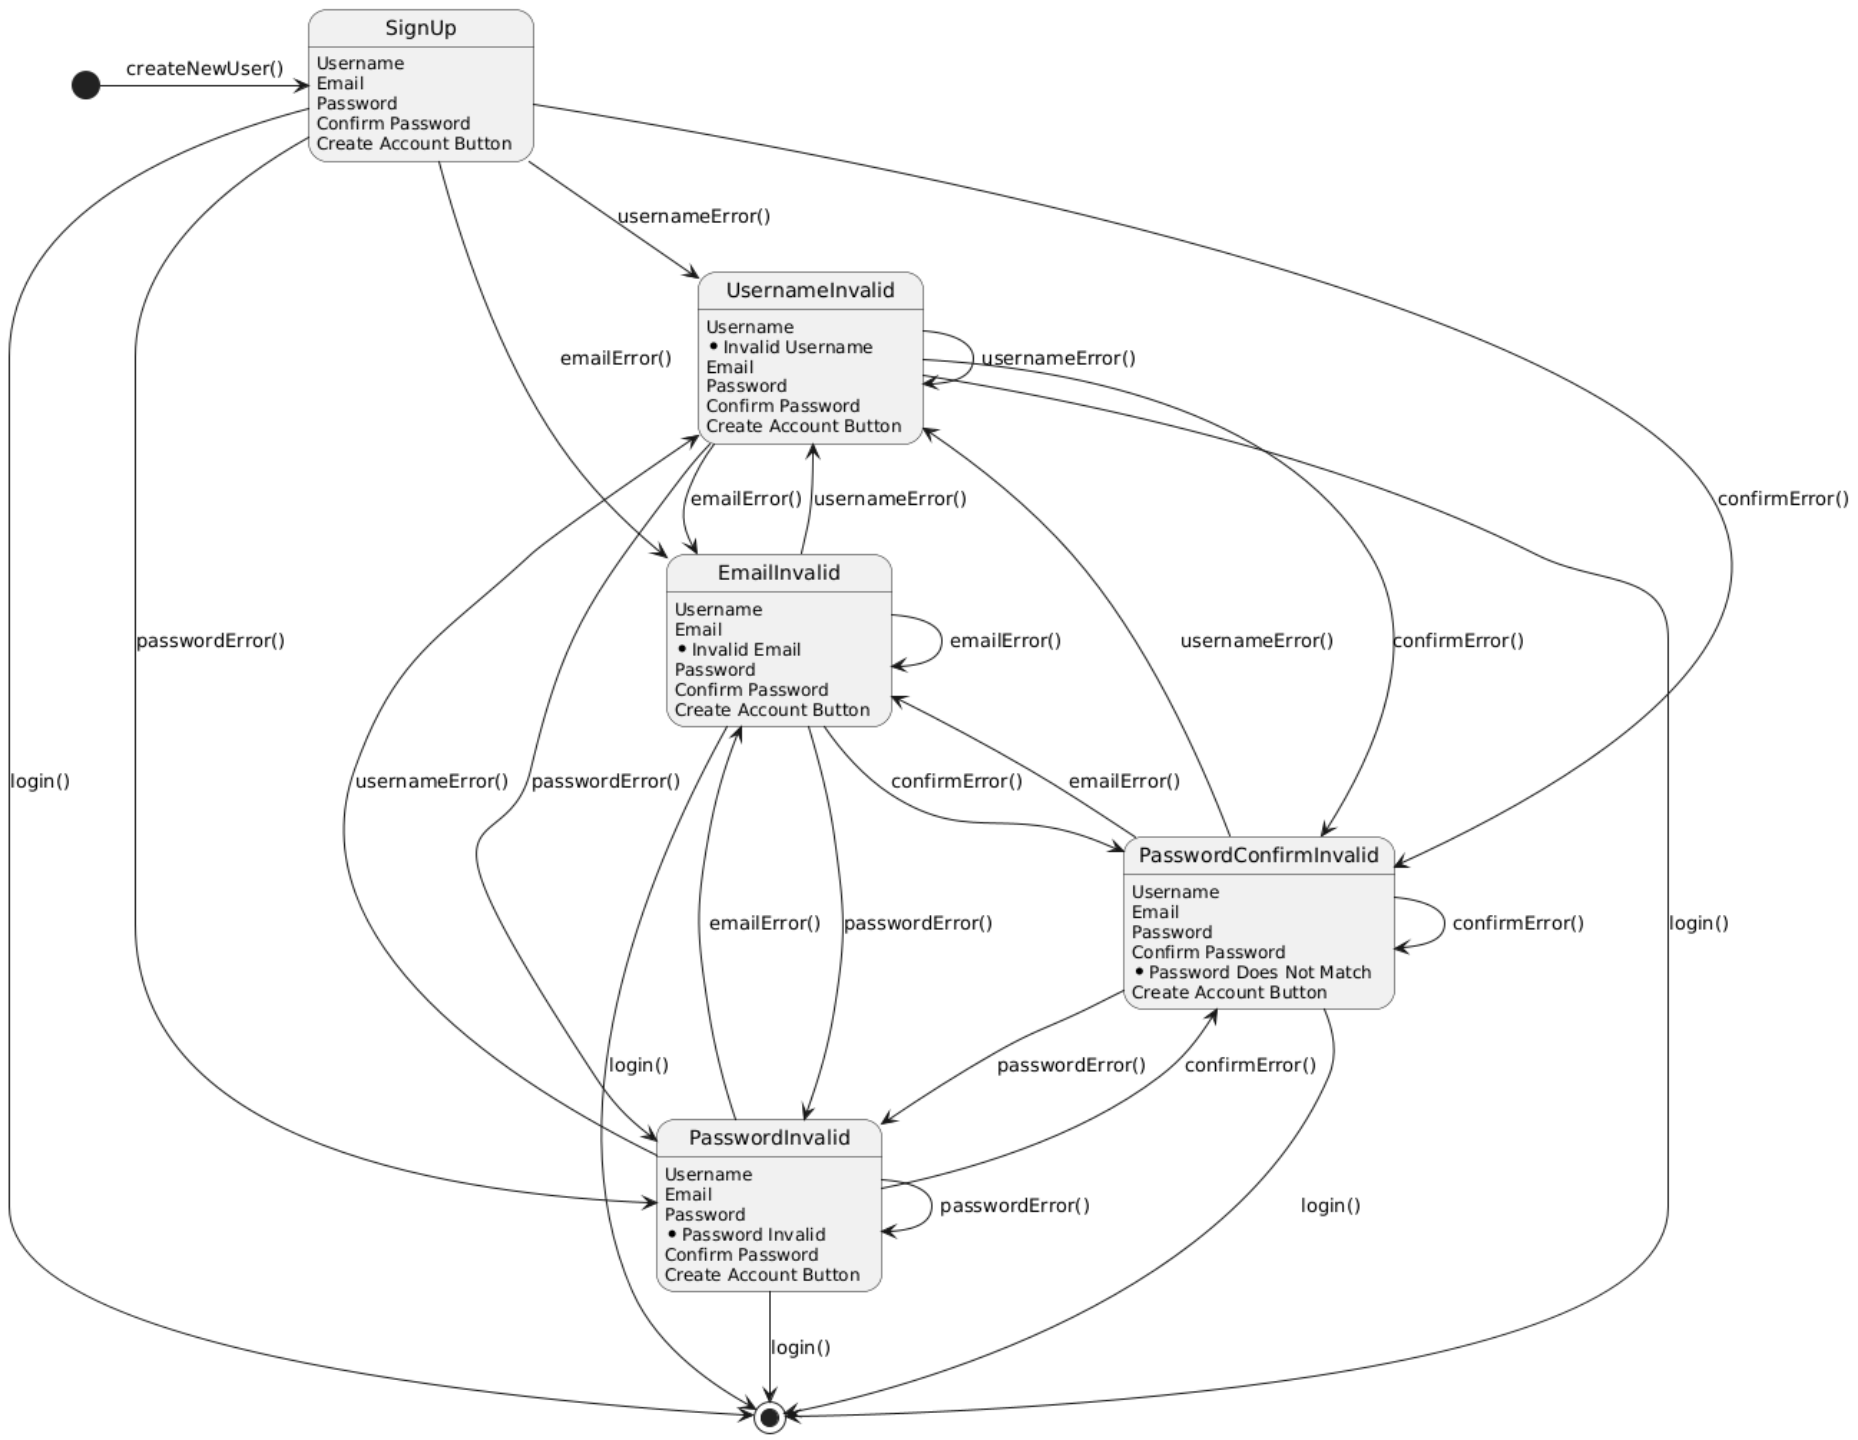 SignUp
createNewUser()
Username
Email
Password
Confirm Password
Create Account Button
usernameError()
UsernameInvalid
Username
• Invalid Username
Email
Password
Confirm Password
Create Account Button
emailError()
usernameError()
emailError()
usernameError()
confirmError()
EmailInvalid
Username
Email
• Invalid Email
Password
Confirm Password
Create Account Button
passwordError()
emailError()
usernameError()
confirmError()
login()
usernameError()
passwordError()
confirmError()
emailError()
PasswordConfirmInvalid
Username
Email
Password
Confirm Password
• Password Does Not Match
Create Account Button
emailError()
passwordError()
confirmError()
login()
login()
passwordError()
confirmError()
PasswordInvalid
Username
Email
Password
• Password Invalid
Confirm Password
Create Account Button
passwordError()
login()
login()